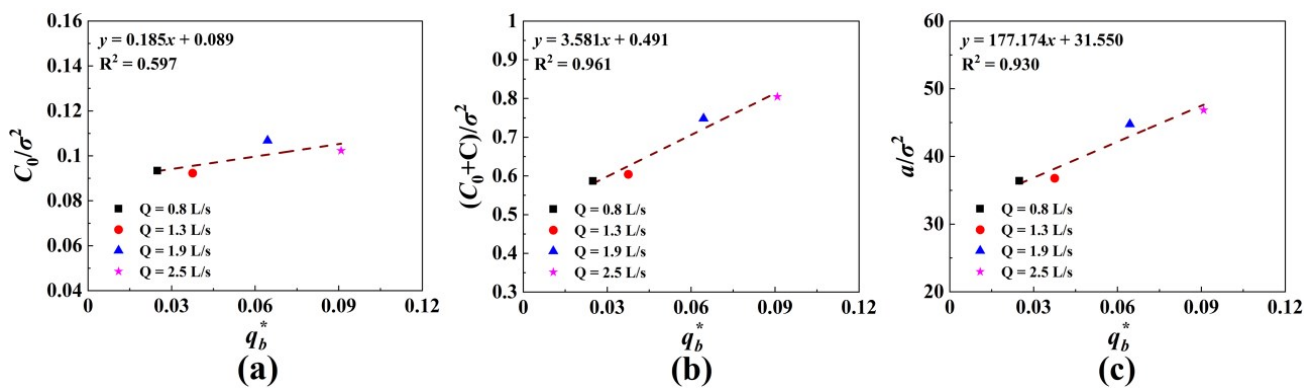 y = 0.185x + 0.089
R² = 0.597
C₀/σ²
0.16
0.14
0.12
0.1
0.08
0.06
0.04
Q = 0.8 L/s
Q = 1.3 L/s
Q = 1.9 L/s
Q = 2.5 L/s
0 0.03 0.06 0.09 0.12
q_b^*
(a)
y = 3.581x + 0.491
R² = 0.961
(C₀+C)/σ²
1
0.9
0.8
0.7
0.6
0.5
0.4
0.3
Q = 0.8 L/s
Q = 1.3 L/s
Q = 1.9 L/s
Q = 2.5 L/s
0 0.03 0.06 0.09 0.12
q_b^*
(b)
y = 177.174x + 31.550
R² = 0.930
a/σ²
60
50
40
30
20
Q = 0.8 L/s
Q = 1.3 L/s
Q = 1.9 L/s
Q = 2.5 L/s
0 0.03 0.06 0.09 0.12
q_b^*
(c)